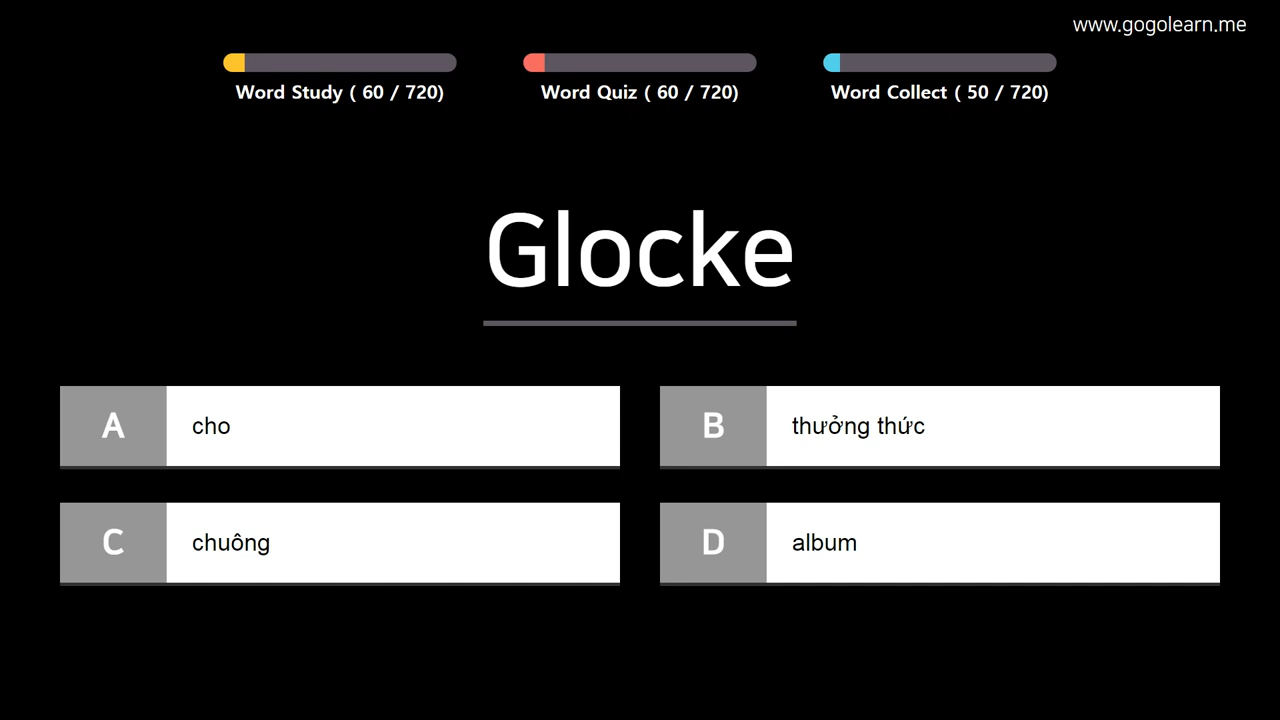 www.gogolearn.me
Word Study ( 60 / 720)
Word Quiz ( 60 / 720)
Word Collect ( 50 / 720)
Glocke
A
cho
B
thưởng thức
C
chuông
D
album